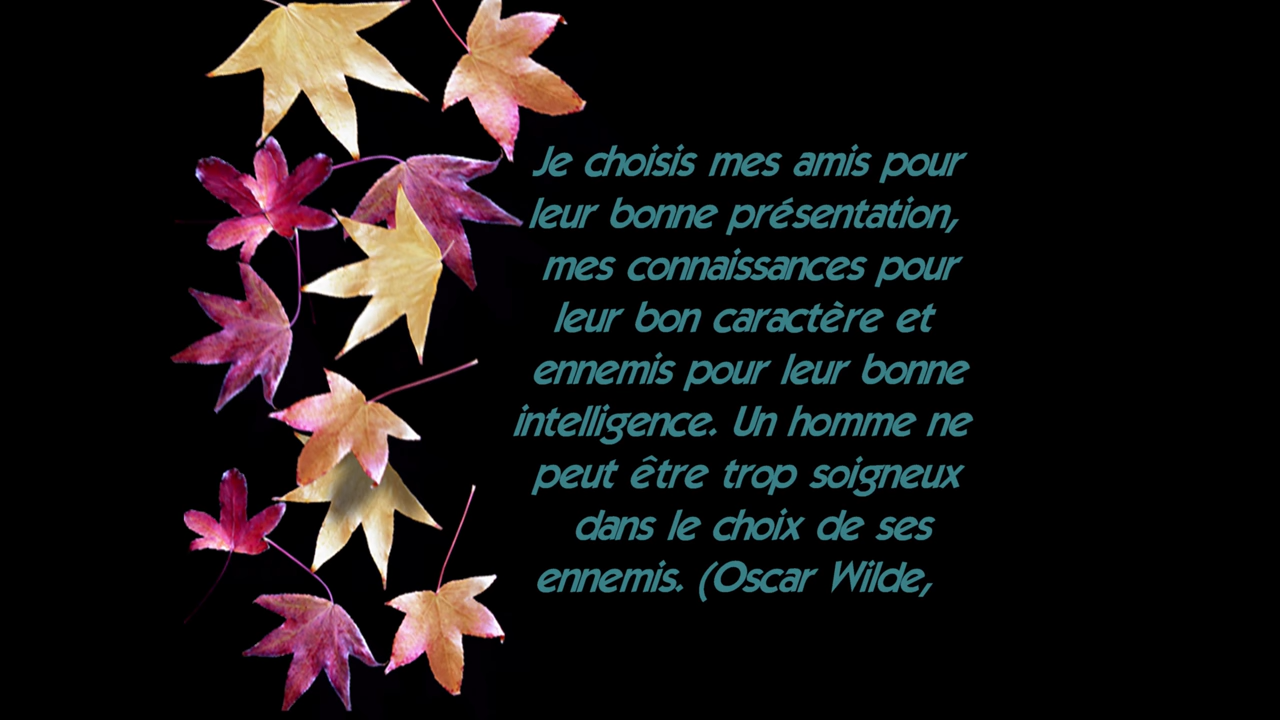 Je choisis mes amis pour
leur bonne présentation,
mes connaissances pour
leur bon caractère et
ennemis pour leur bonne
intelligence. Un homme ne
peut être trop soigneux
dans le choix de ses
ennemis. (Oscar Wilde,